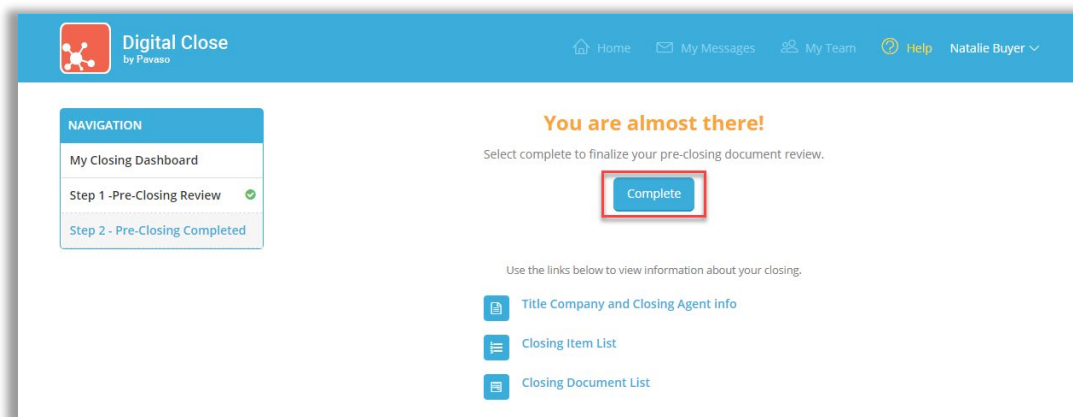 Digital Close
by Pavaso
Home My Messages My Team Help Natalie Buyer
NAVIGATION
My Closing Dashboard
Step 1 -Pre-Closing Review
Step 2 - Pre-Closing Completed
You are almost there!
Select complete to finalize your pre-closing document review.
Complete
Use the links below to view information about your closing.
Title Company and Closing Agent info
Closing Item List
Closing Document List